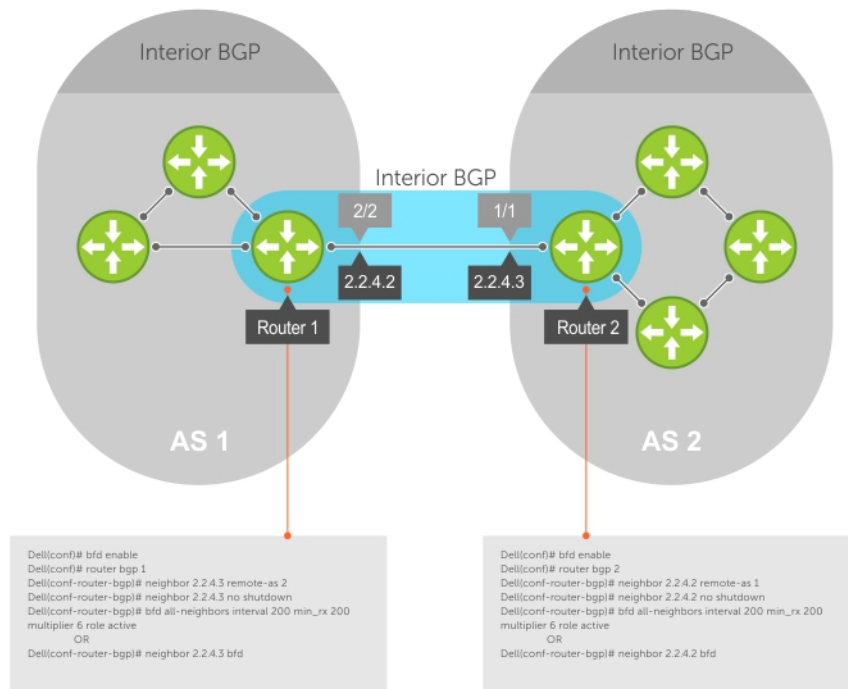 Interior BGP
Interior BGP
Interior BGP
2/2
1/1
2.2.4.2
2.2.4.3
Router 1
Router 2
AS 1
AS 2
Dell(conf)# bfd enable
Dell(conf)# router bgp 1
Dell(conf-router-bgp)# neighbor 2.2.4.3 remote-as 2
Dell(conf-router-bgp)# neighbor 2.2.4.3 no shutdown
Dell(conf-router-bgp)# bfd all-neighbors interval 200 min_rx 200
multiplier 6 role active
OR
Dell(conf-router-bgp)# neighbor 2.2.4.3 bfd
Dell(conf)# bfd enable
Dell(conf)# router bgp 2
Dell(conf-router-bgp)# neighbor 2.2.4.2 remote-as 1
Dell(conf-router-bgp)# neighbor 2.2.4.2 no shutdown
Dell(conf-router-bgp)# bfd all-neighbors interval 200 min_rx 200
multiplier 6 role active
OR
Dell(conf-router-bgp)# neighbor 2.2.4.2 bfd